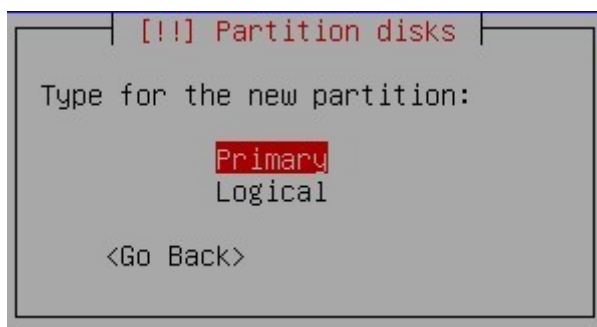 [!!] Partition disks
Type for the new partition:
Primary
Logical
<Go Back>